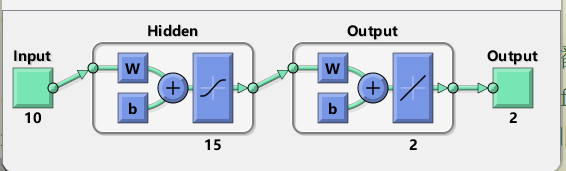 Hidden Output
Input Output
W W
+ +
b b
10 2
15 2